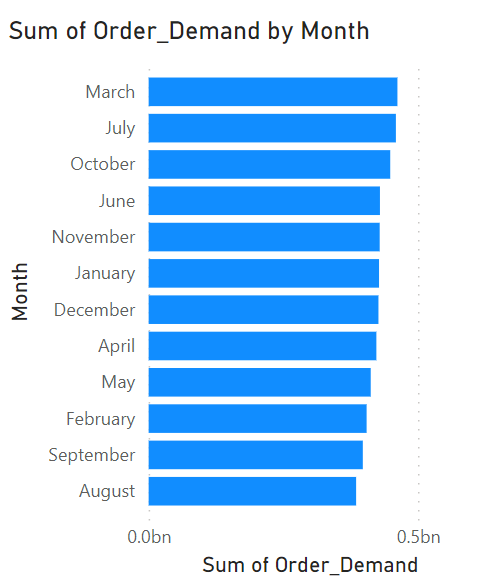 Sum of Order_Demand by Month
Month
March
July
October
June
November
January
December
April
May
February
September
August
0.0bn 0.5bn
Sum of Order_Demand